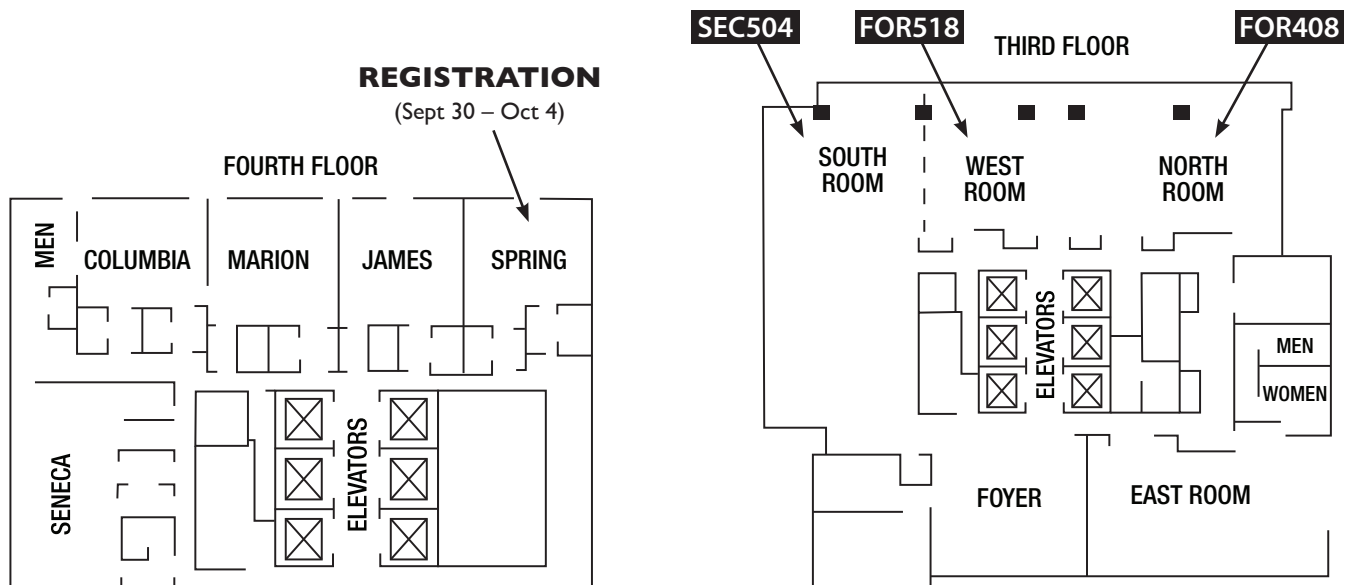 REGISTRATION
(Sept 30 – Oct 4)
FOURTH FLOOR
MEN
COLUMBIA
MARION
JAMES
SPRING
SENECA
ELEVATORS
SEC504
FOR518
FOR408
THIRD FLOOR
SOUTH
ROOM
WEST
ROOM
NORTH
ROOM
ELEVATORS
MEN
WOMEN
FOYER
EAST ROOM